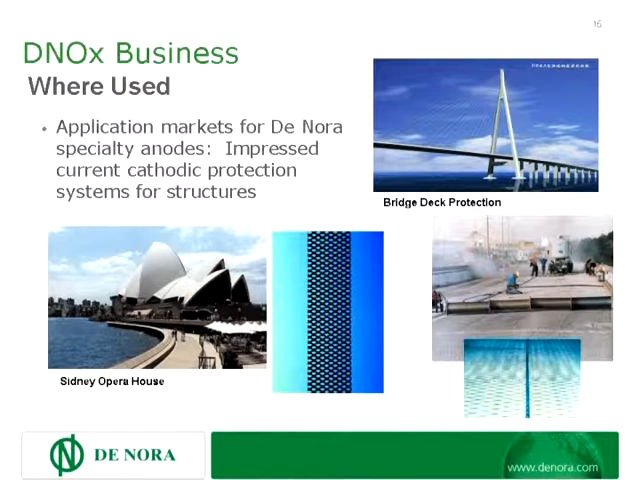 16
DNOx Business
Where Used
• Application markets for De Nora
specialty anodes: Impressed
current cathodic protection
systems for structures
Bridge Deck Protection
Sidney Opera House
DE NORA
www.denora.com